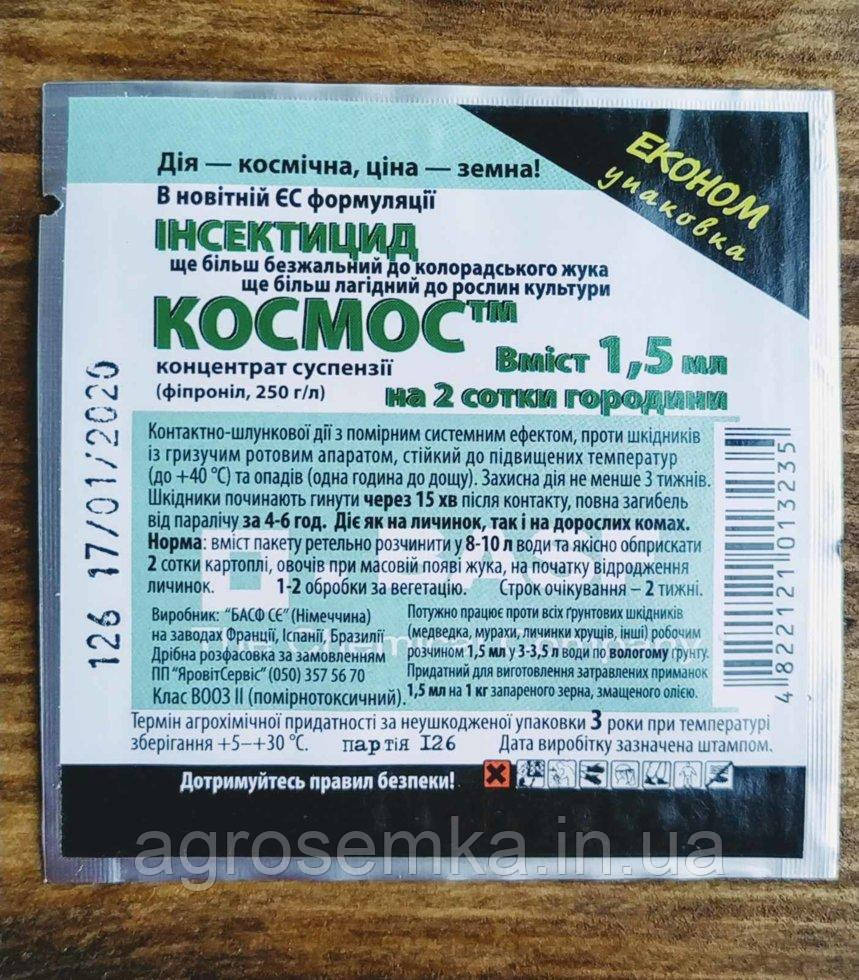 ЕКОНОМ
упаковка
Дія — космічна, ціна — земна!
В новітній ЄС формуляції
ІНСЕКТИЦИД
ще більш безжальний до колорадського жука
ще більш лагідний до рослин культури
КОСМОС™
концентрат суспензії
(фіпроніл, 250 г/л)
Вміст 1,5 мл
на 2 сотки городини
126 17/01/2020
Контактно-шлункової дії з помірним системним ефектом, проти шкідників
із гризучим ротовим апаратом, стійкий до підвищених температур
(до +40 °С) та опадів (одна година до дощу). Захисна дія не менше 3 тижнів.
Шкідники починають гинути через 15 хв після контакту, повна загибель
від паралічу за 4-6 год. Діє як на личинок, так і на дорослих комах.
Норма: вміст пакету ретельно розчинити у 8-10 л води та якісно обприскати
2 сотки картоплі, овочів при масовій появі жука, на початку відродження
личинок. 1-2 обробки за вегетацію. Строк очікування – 2 тижні.
BASF
The Chemical Company
Виробник: "БАСФ СЄ" (Німеччина)
на заводах Франції, Іспанії, Бразилії
Дрібна розфасовка за замовленням
ПП "ЯровітСервіс" (050) 357 56 70
Клас ВООЗ ІІ (помірнотоксичний).
Потужно працює проти всіх ґрунтових шкідників
(медведка, мурахи, личинки хрущів, інші) робочим
розчином 1,5 мл у 3-3,5 л води по вологому ґрунту.
Придатний для виготовлення затравлених приманок
1,5 мл на 1 кг запареного зерна, змащеного олією.
4 822121 013235
Термін агрохімічної придатності за неушкодженої упаковки 3 роки при температурі
зберігання +5–+30 °С. партія І26 Дата виробітку зазначена штампом.
Дотримуйтесь правил безпеки!
agrosemka.in.ua